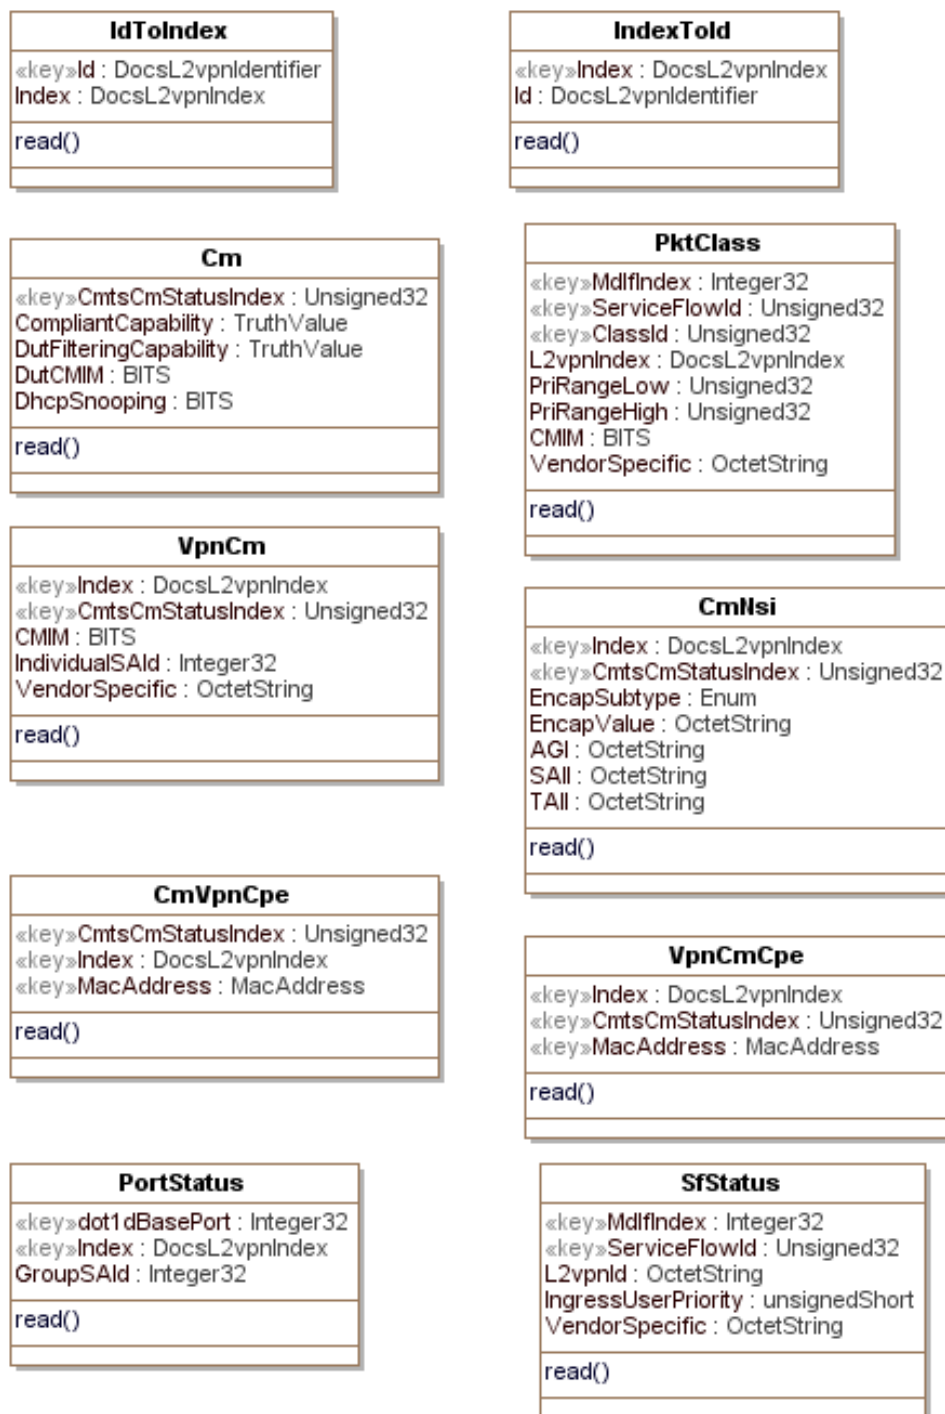 IdToIndex
«key»Id : DocsL2vpnIdentifier
Index : DocsL2vpnIndex
read()
IndexToId
«key»Index : DocsL2vpnIndex
Id : DocsL2vpnIdentifier
read()
Cm
«key»CmtsCmStatusIndex : Unsigned32
CompliantCapability : TruthValue
DutFilteringCapability : TruthValue
DutCMIM : BITS
DhcpSnooping : BITS
read()
PktClass
«key»MdIfIndex : Integer32
«key»ServiceFlowId : Unsigned32
«key»ClassId : Unsigned32
L2vpnIndex : DocsL2vpnIndex
PriRangeLow : Unsigned32
PriRangeHigh : Unsigned32
CMIM : BITS
VendorSpecific : OctetString
read()
VpnCm
«key»Index : DocsL2vpnIndex
«key»CmtsCmStatusIndex : Unsigned32
CMIM : BITS
IndividualSAId : Integer32
VendorSpecific : OctetString
read()
CmNsi
«key»Index : DocsL2vpnIndex
«key»CmtsCmStatusIndex : Unsigned32
EncapSubtype : Enum
EncapValue : OctetString
AGI : OctetString
SAII : OctetString
TAII : OctetString
read()
CmVpnCpe
«key»CmtsCmStatusIndex : Unsigned32
«key»Index : DocsL2vpnIndex
«key»MacAddress : MacAddress
read()
VpnCmCpe
«key»Index : DocsL2vpnIndex
«key»CmtsCmStatusIndex : Unsigned32
«key»MacAddress : MacAddress
read()
PortStatus
«key»dot1dBasePort : Integer32
«key»Index : DocsL2vpnIndex
GroupSAId : Integer32
read()
SfStatus
«key»MdIfIndex : Integer32
«key»ServiceFlowId : Unsigned32
L2vpnId : OctetString
IngressUserPriority : unsignedShort
VendorSpecific : OctetString
read()